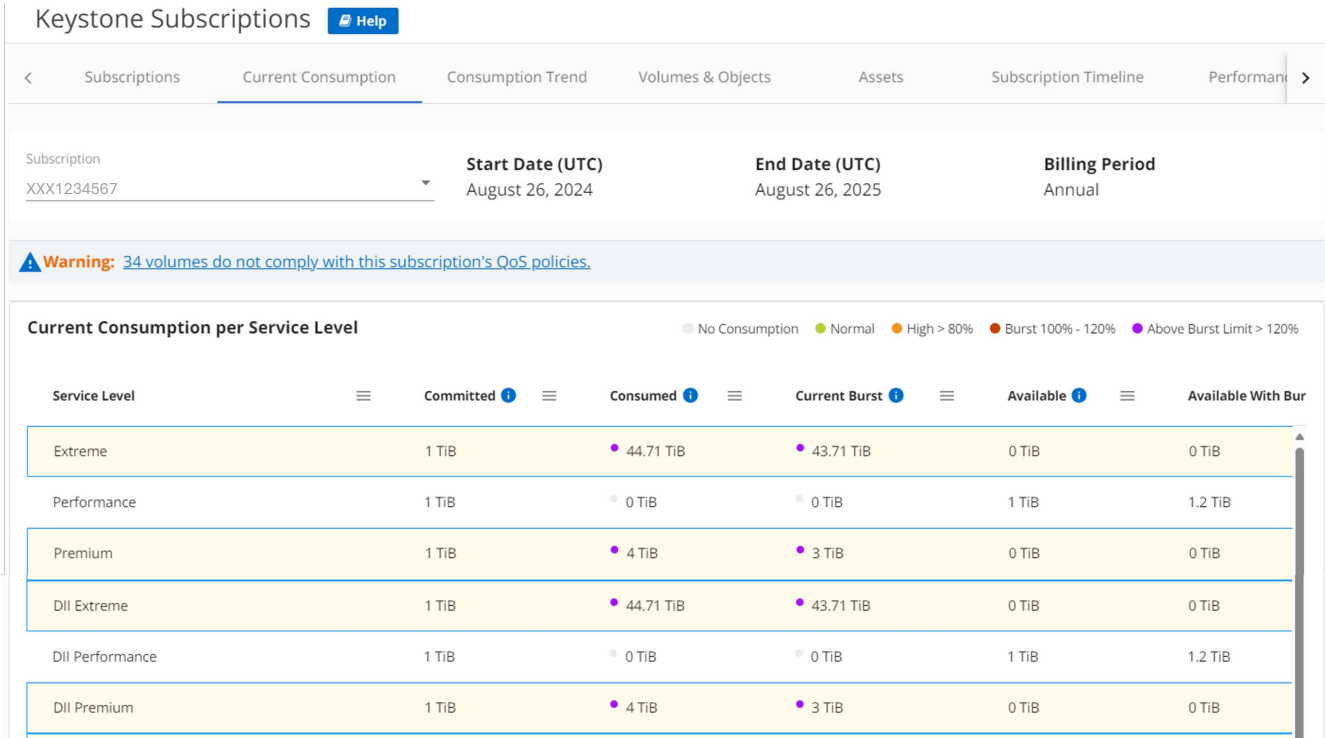 Keystone Subscriptions Help
Subscriptions Current Consumption Consumption Trend Volumes & Objects Assets Subscription Timeline Performan
Subscription
XXX1234567
Start Date (UTC) End Date (UTC) Billing Period
August 26, 2024 August 26, 2025 Annual
Warning: 34 volumes do not comply with this subscription's QoS policies.
Current Consumption per Service Level No Consumption Normal High > 80% Burst 100% - 120% Above Burst Limit > 120%
Service Level Committed Consumed Current Burst Available Available With Bur
Extreme 1 TiB 44.71 TiB 43.71 TiB 0 TiB 0 TiB
Performance 1 TiB 0 TiB 0 TiB 1 TiB 1.2 TiB
Premium 1 TiB 4 TiB 3 TiB 0 TiB 0 TiB
DII Extreme 1 TiB 44.71 TiB 43.71 TiB 0 TiB 0 TiB
DII Performance 1 TiB 0 TiB 0 TiB 1 TiB 1.2 TiB
DII Premium 1 TiB 4 TiB 3 TiB 0 TiB 0 TiB